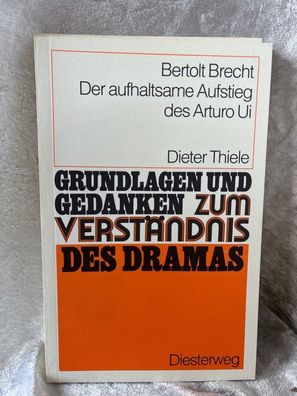 Bertolt Brecht
Der aufhaltsame Aufstieg
des Arturo Ui
Dieter Thiele
GRUNDLAGEN UND
GEDANKEN ZUM
VERSTÄNDNIS
DES DRAMAS
Diesterweg